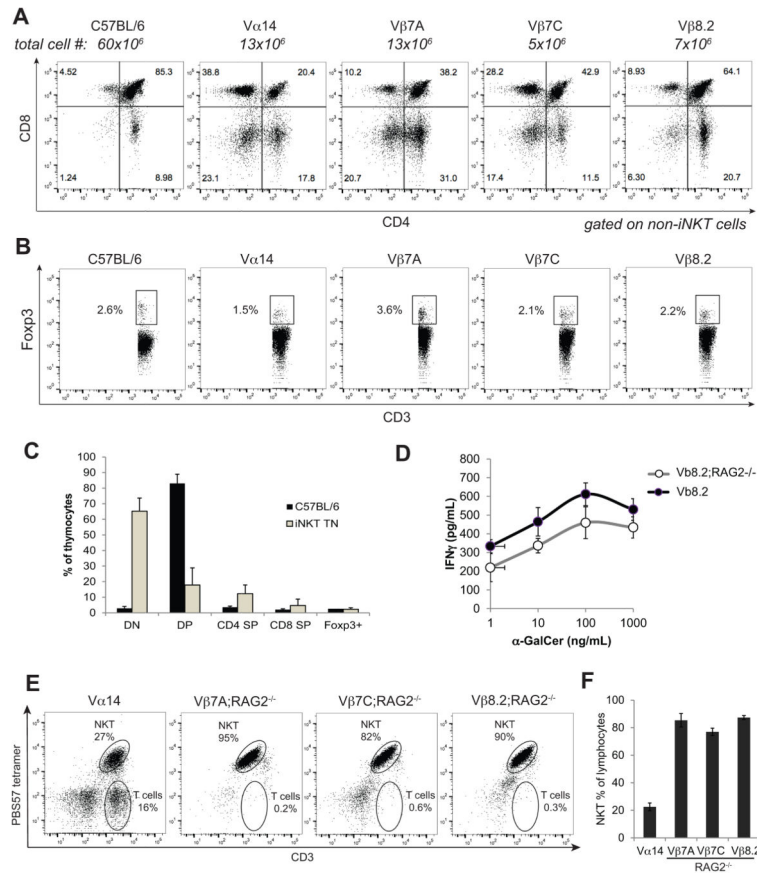 A
C57BL/6 Vα14 Vβ7A Vβ7C Vβ8.2
total cell #: 60x10⁶ 13x10⁶ 13x10⁶ 5x10⁶ 7x10⁶
4.52 85.3 38.8 20.4 10.2 38.2 28.2 42.9 8.93 64.1
CD8
1.24 8.98 23.1 17.8 20.7 31.0 17.4 11.5 6.30 20.7
CD4
gated on non-iNKT cells
B
C57BL/6 Vα14 Vβ7A Vβ7C Vβ8.2
2.6% 1.5% 3.6% 2.1% 2.2%
Foxp3
CD3
C
% of thymocytes
100
90
80
70
60
50
40
30
20
10
0
C57BL/6
iNKT TN
DN DP CD4 SP CD8 SP Foxp3+
D
IFNγ (pg/mL)
800
700
600
500
400
300
200
100
0
Vb8.2;RAG2-/-
Vb8.2
1 10 100 1000
α-GalCer (ng/mL)
E
Vα14 Vβ7A;RAG2⁻/⁻ Vβ7C;RAG2⁻/⁻ Vβ8.2;RAG2⁻/⁻
NKT NKT NKT NKT
27% 95% 82% 90%
PBS57 tetramer
T cells T cells T cells T cells
16% 0.2% 0.6% 0.3%
CD3
F
NKT % of lymphocytes
100
80
60
40
20
0
Vα14 Vβ7A Vβ7C Vβ8.2
RAG2⁻/⁻